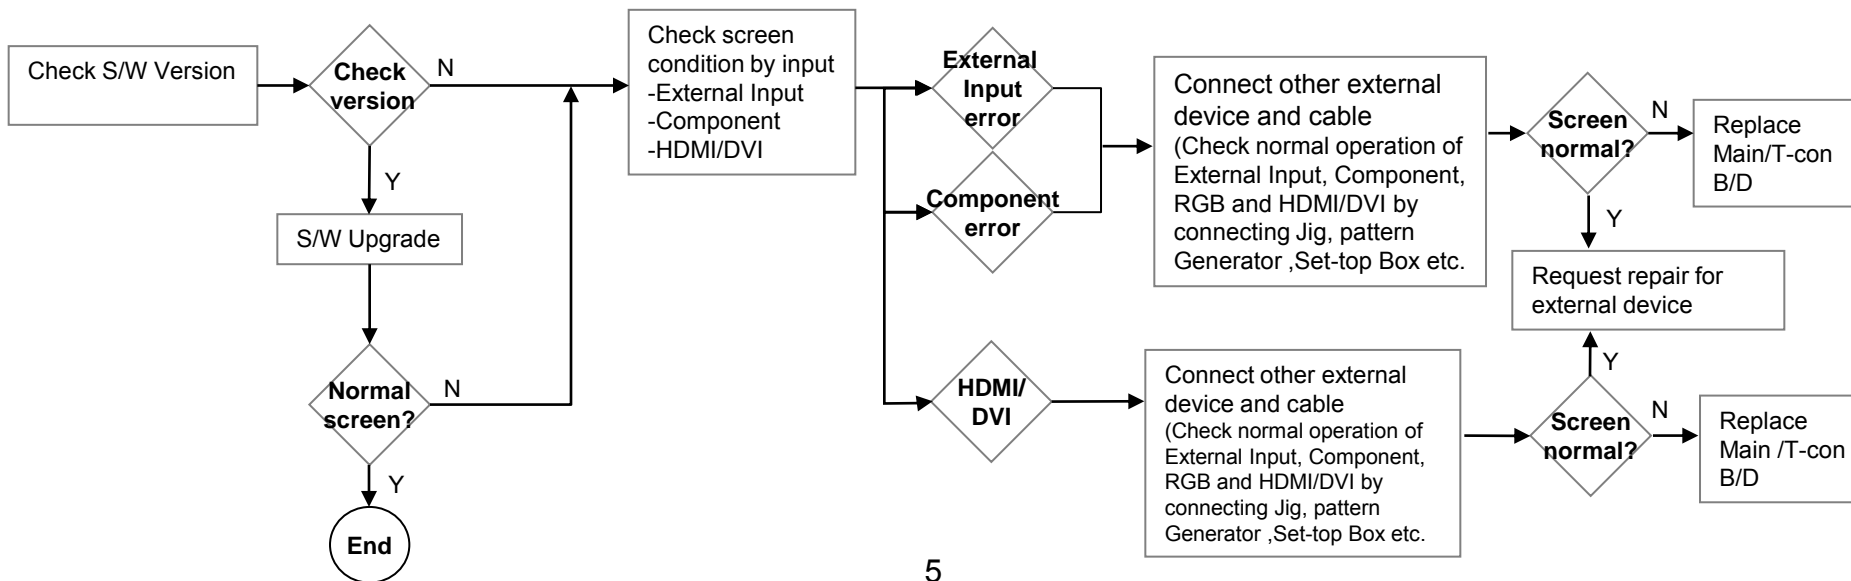 Check S/W Version
Check
version
N
Y
S/W Upgrade
Normal
screen?
N
Y
End
Check screen
condition by input
-External Input
-Component
-HDMI/DVI
External
Input
error
Component
error
HDMI/
DVI
Connect other external
device and cable
(Check normal operation of
External Input, Component,
RGB and HDMI/DVI by
connecting Jig, pattern
Generator ,Set-top Box etc.
Screen
normal?
N
Replace
Main/T-con
B/D
Y
Request repair for
external device
Connect other external
device and cable
(Check normal operation of
External Input, Component,
RGB and HDMI/DVI by
connecting Jig, pattern
Generator ,Set-top Box etc.
Y
Screen
normal?
N
Replace
Main /T-con
B/D
5